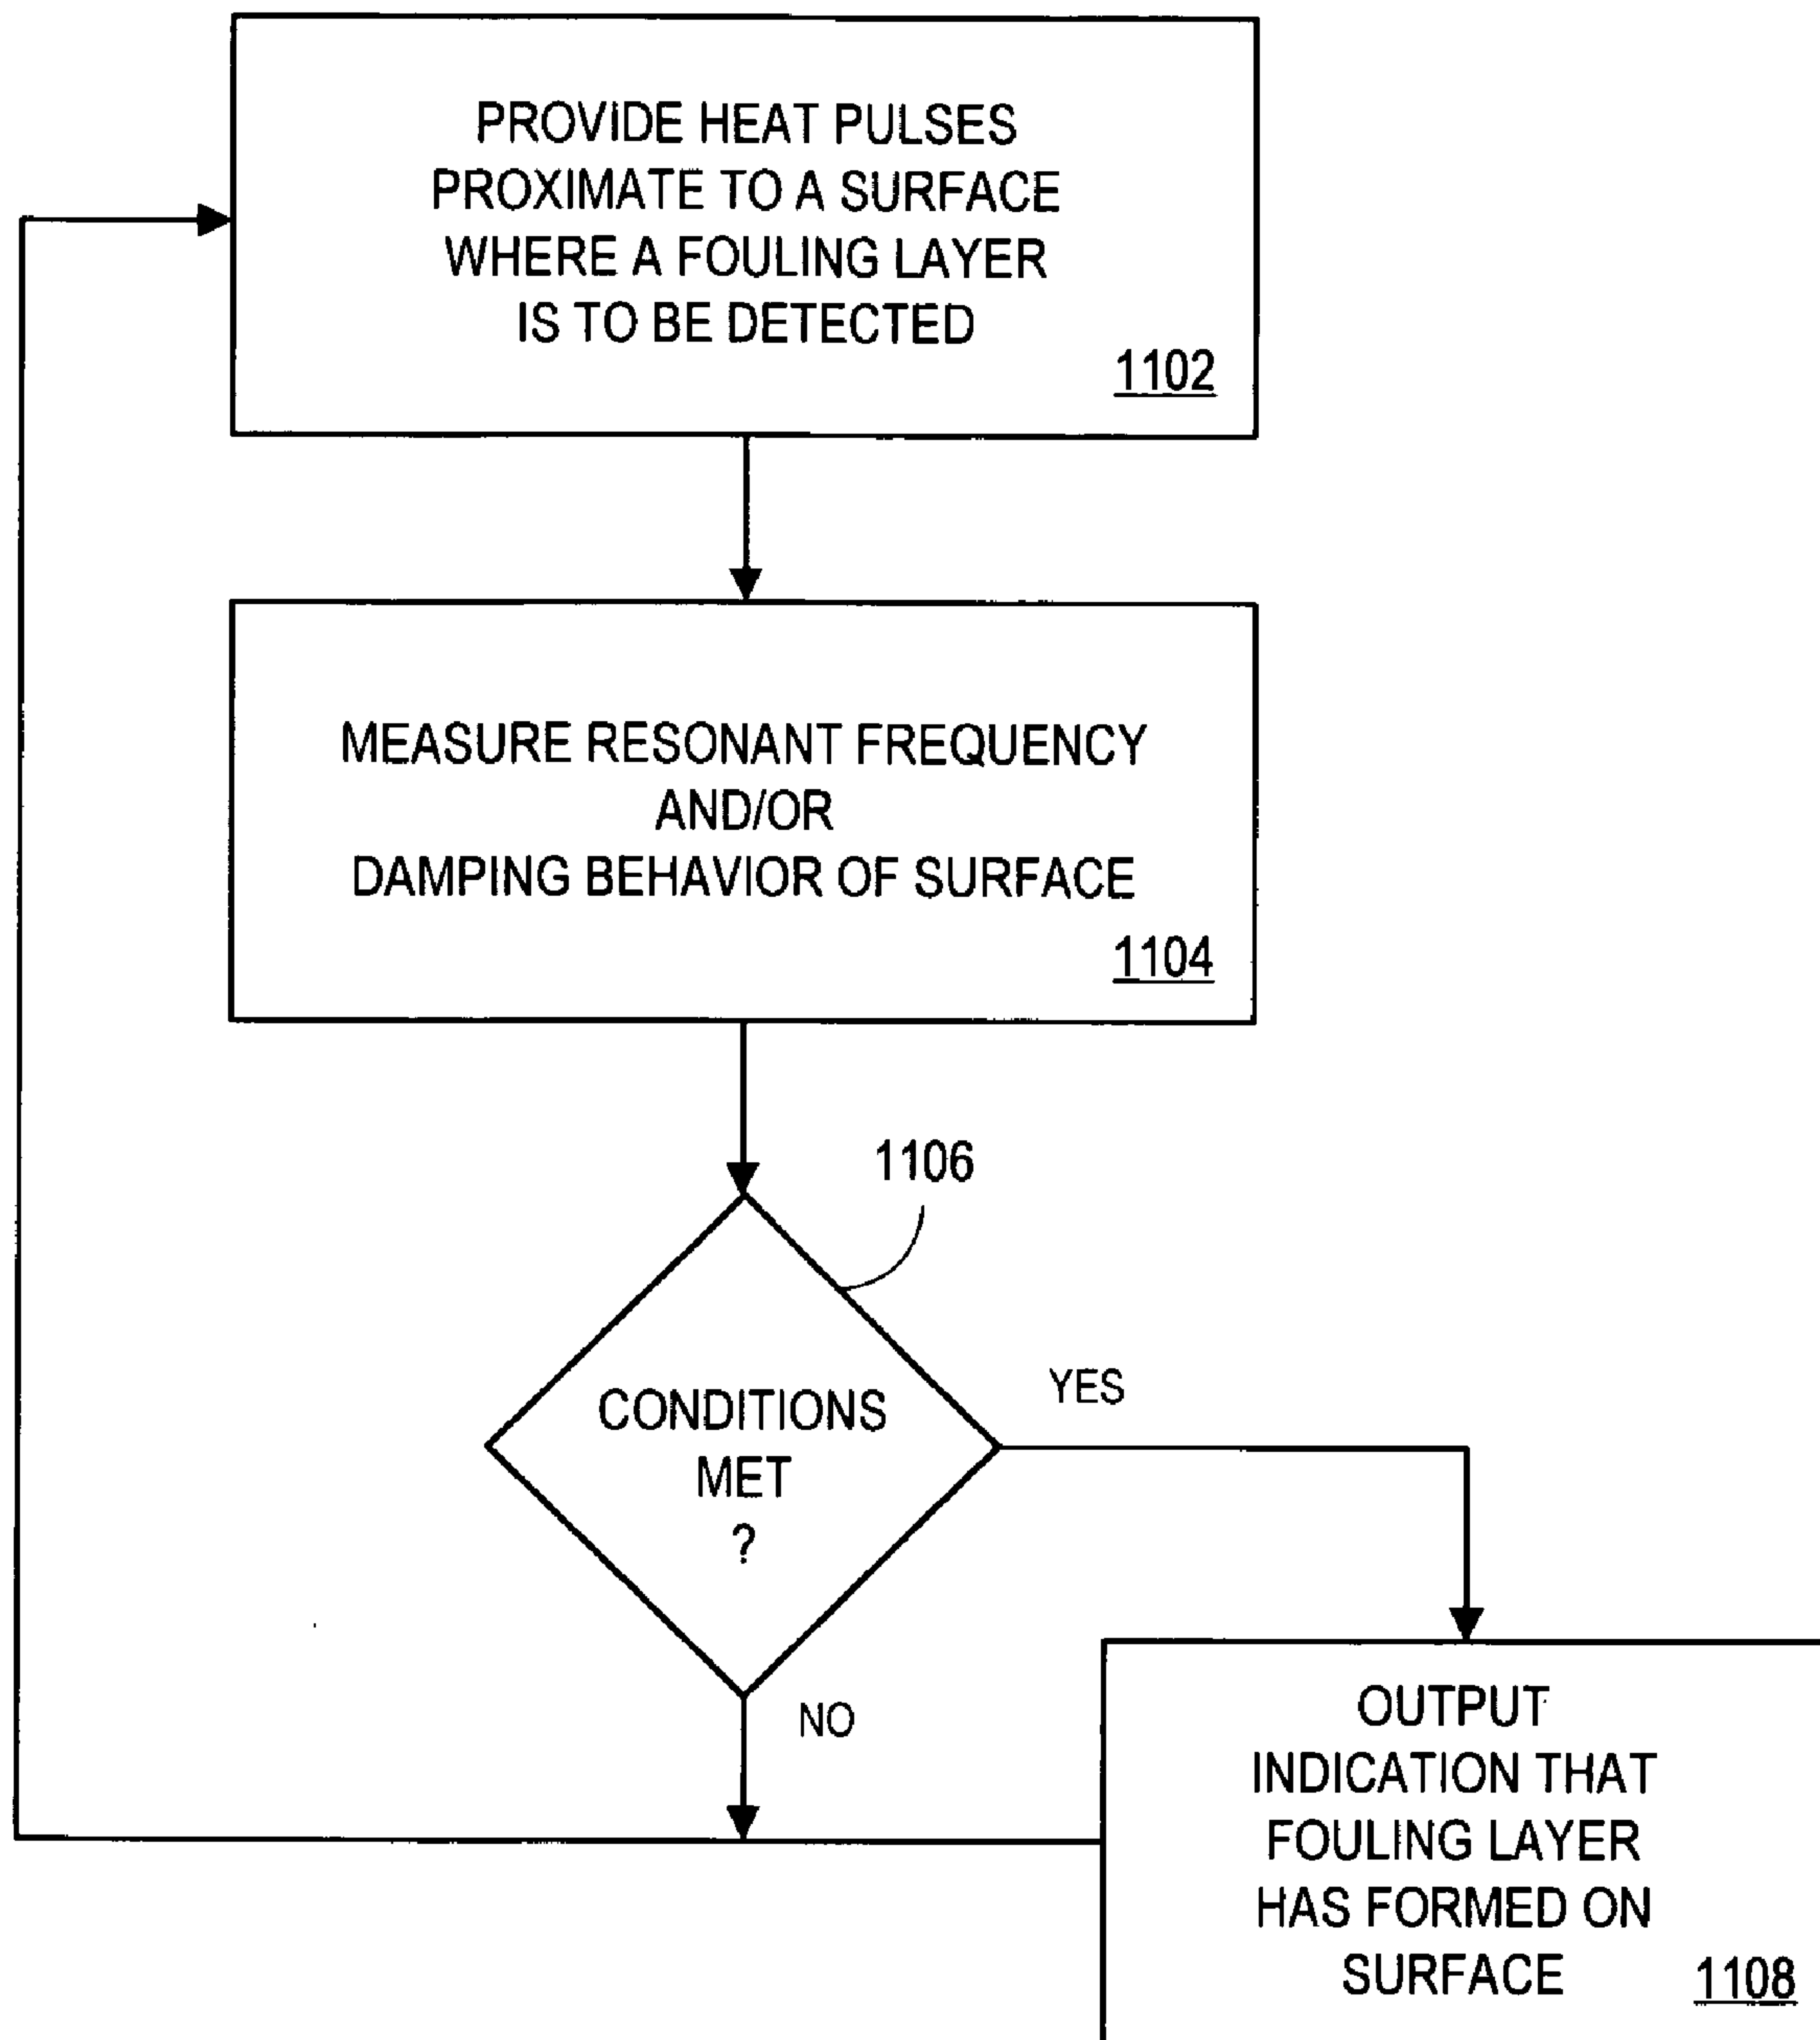 PROVIDE HEAT PULSES
PROXIMATE TO A SURFACE
WHERE A FOULING LAYER
IS TO BE DETECTED
1102
MEASURE RESONANT FREQUENCY
AND/OR
DAMPING BEHAVIOR OF SURFACE
1104
1106
CONDITIONS
MET
?
YES
NO
OUTPUT
INDICATION THAT
FOULING LAYER
HAS FORMED ON
SURFACE
1108